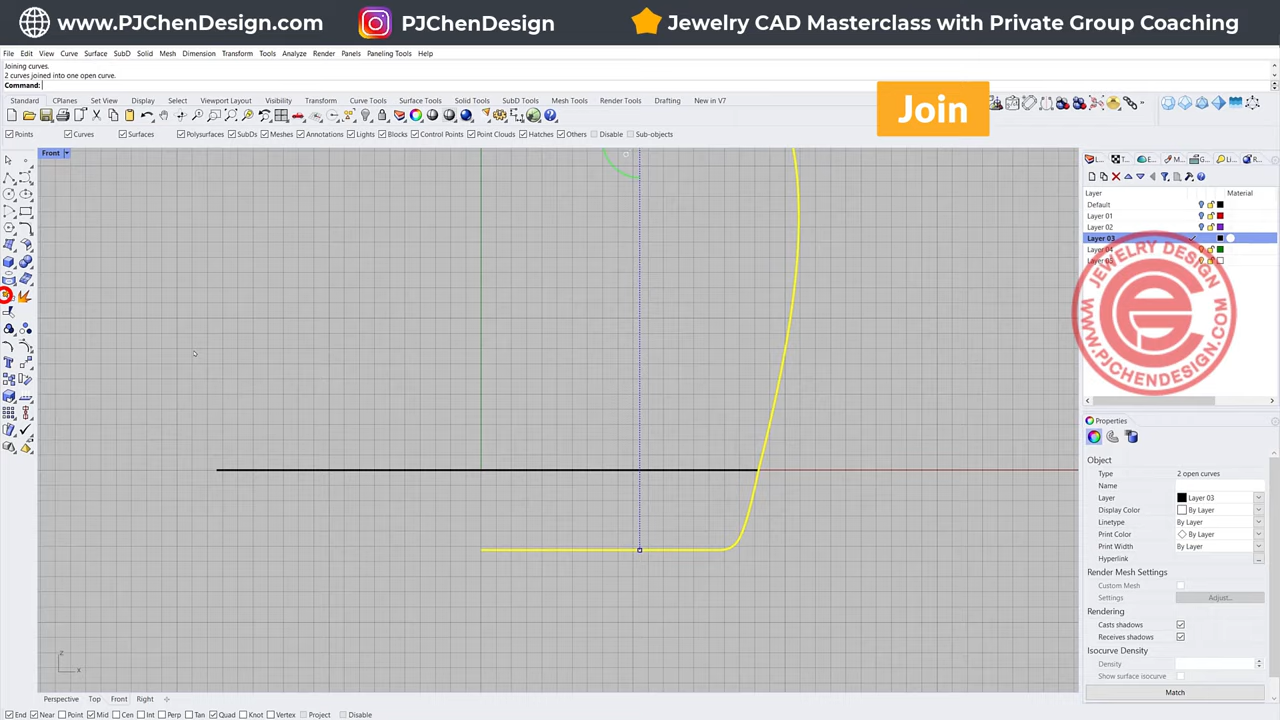 www.PJChenDesign.com PJChenDesign Jewelry CAD Masterclass with Private Group Coaching
File Edit View Curve Surface SubD Solid Mesh Dimension Transform Tools Analyze Render Panels Paneling Tools Help
Joining curves.
2 curves joined into one open curve.
Command:
Join
Standard CPlanes Set View Display Select Viewport Layout Visibility Transform Curve Tools Surface Tools Solid Tools SubD Tools Mesh Tools Render Tools Drafting New in V7
Points Curves Surfaces Polysurfaces SubDs Meshes Annotations Lights Blocks Control Points Point Clouds Hatches Others Disable Sub-objects
Front
Layer Material
Default
Layer 01
Layer 02
Layer 03
JEWELRY DESIGN
WWW.PJCHENDESIGN.COM
Properties
Object
Type 2 open curves
Name
Layer Layer 03
Display Color By Layer
Linetype By Layer
Print Color By Layer
Print Width By Layer
Hyperlink ...
Render Mesh Settings
Custom Mesh
Settings Adjust...
Rendering
Casts shadows
Receives shadows
Isocurve Density
Density
Show surface isocurve
Match
z
x
Perspective Top Front Right
End Near Point Mid Cen Int Perp Tan Quad Knot Vertex Project Disable